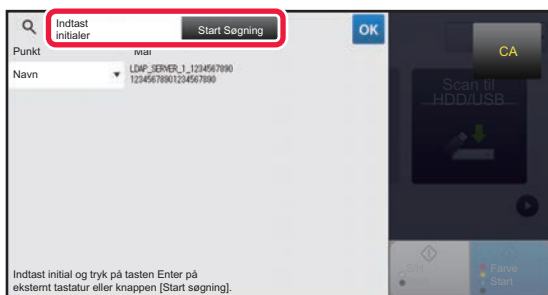 Indtast
initialer
Start Søgning
OK
CA
Punkt
Mål
Navn
LDAP_SERVER_1_1234567890
12345678901234567890
Scan til
HDD/USB
Farve
Start
Indtast initial og tryk på tasten Enter på
eksternt tastatur eller knappen [Start søgning].